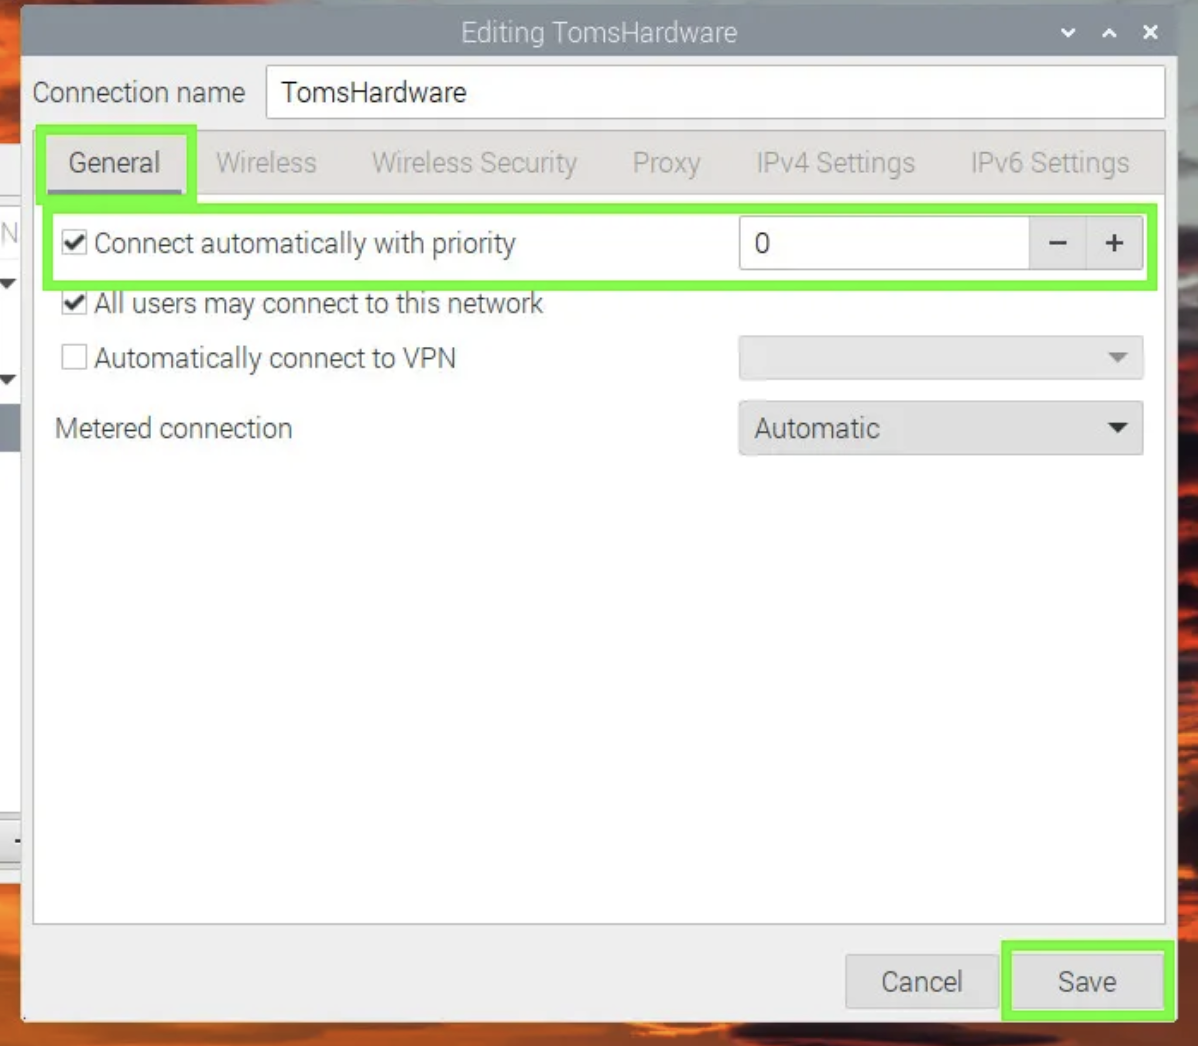 Editing TomsHardware
Connection name TomsHardware
General Wireless Wireless Security Proxy IPv4 Settings IPv6 Settings
Connect automatically with priority 0 − +
All users may connect to this network
Automatically connect to VPN
Metered connection Automatic
Cancel Save